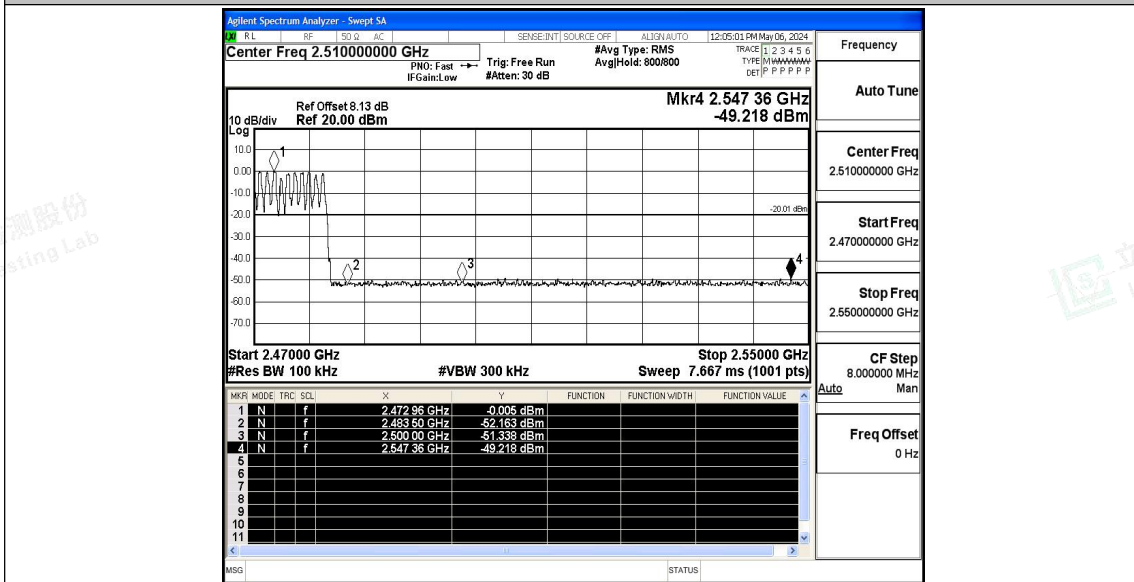 Agilent Spectrum Analyzer - Swept SA
LXI RL RF 50 Ω AC SENSE:INT SOURCE OFF ALIGN AUTO 12:05:01 PM May 06, 2024
Center Freq 2.510000000 GHz
#Avg Type: RMS
TRACE 1 2 3 4 5 6
PNO: Fast
Trig: Free Run
Avg|Hold: 800/800
TYPE M WWWWW
IFGain:Low
#Atten: 30 dB
DET P P P P P P
Ref Offset 8.13 dB
Mkr4 2.547 36 GHz
10 dB/div Ref 20.00 dBm
-49.218 dBm
Log
10.0
0.00
-10.0
-20.0
-30.0
-40.0
-50.0
-60.0
-70.0
1
-20.01 dBm
2
3
4
Start 2.47000 GHz
Stop 2.55000 GHz
#Res BW 100 kHz
#VBW 300 kHz
Sweep 7.667 ms (1001 pts)
MKR MODE TRC SCL X Y FUNCTION FUNCTION WIDTH FUNCTION VALUE
1 N f 2.472 96 GHz -0.005 dBm
2 N f 2.483 50 GHz -52.163 dBm
3 N f 2.500 00 GHz -51.338 dBm
4 N f 2.547 36 GHz -49.218 dBm
5
6
7
8
9
10
11
MSG
STATUS
Frequency
Auto Tune
Center Freq
2.510000000 GHz
Start Freq
2.470000000 GHz
Stop Freq
2.550000000 GHz
CF Step
8.000000 MHz
Auto Man
Freq Offset
0 Hz
测股份
sting Lab
立